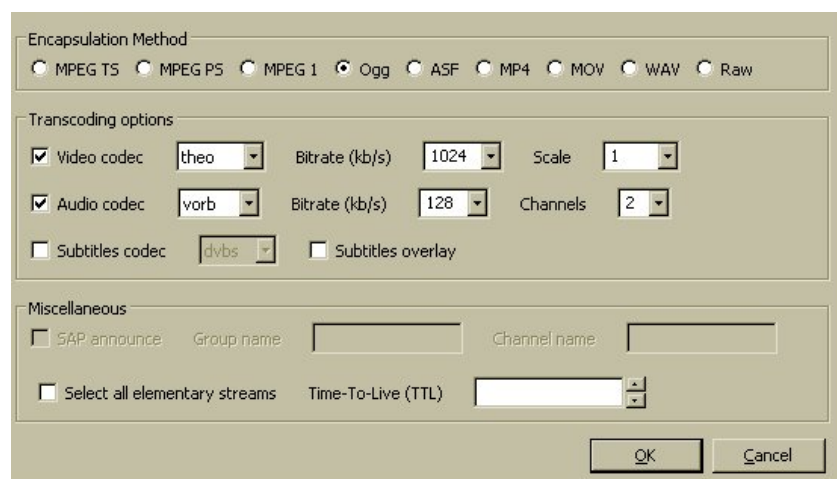 Encapsulation Method
MPEG TS MPEG PS MPEG 1 Ogg ASF MP4 MOV WAV Raw
Transcoding options
Video codec theo Bitrate (kb/s) 1024 Scale 1
Audio codec vorb Bitrate (kb/s) 128 Channels 2
Subtitles codec dvbs Subtitles overlay
Miscellaneous
SAP announce Group name Channel name
Select all elementary streams Time-To-Live (TTL)
OK Cancel